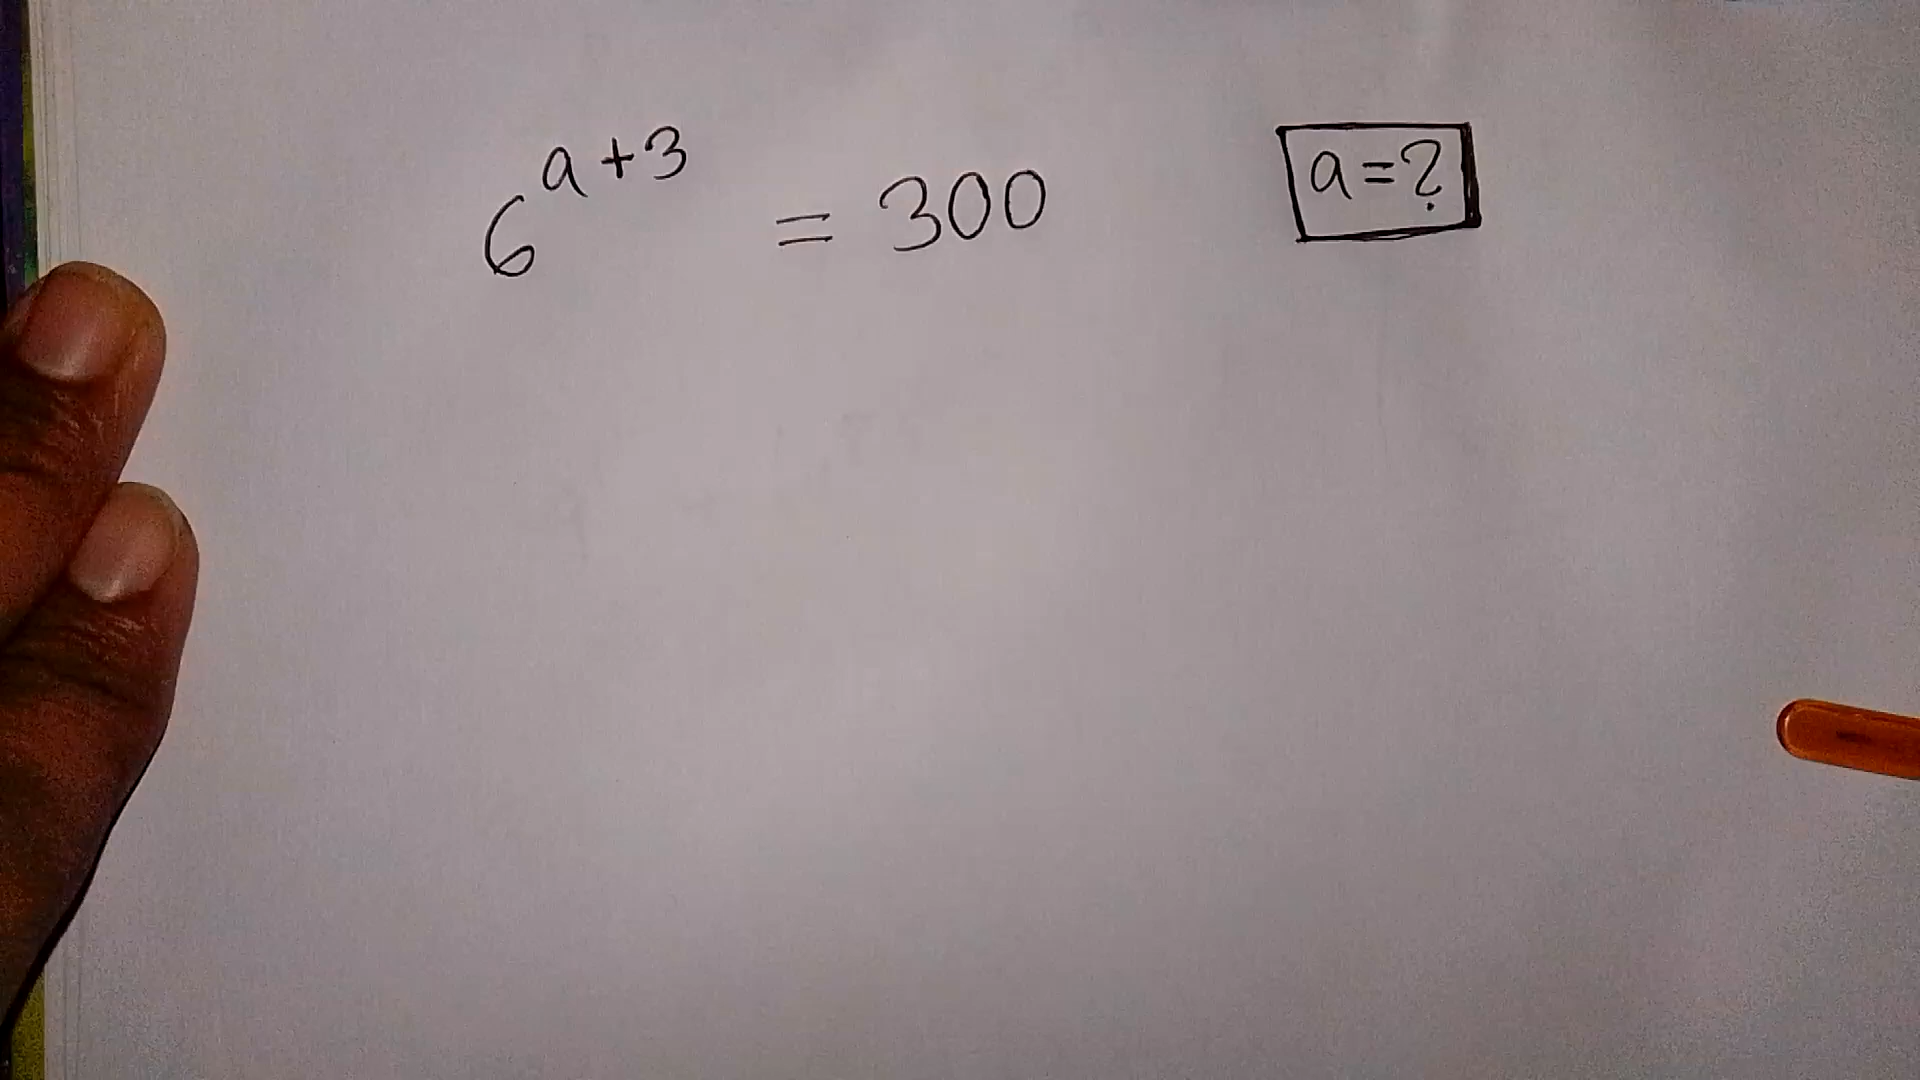 6^{a+3} = 300
a=?